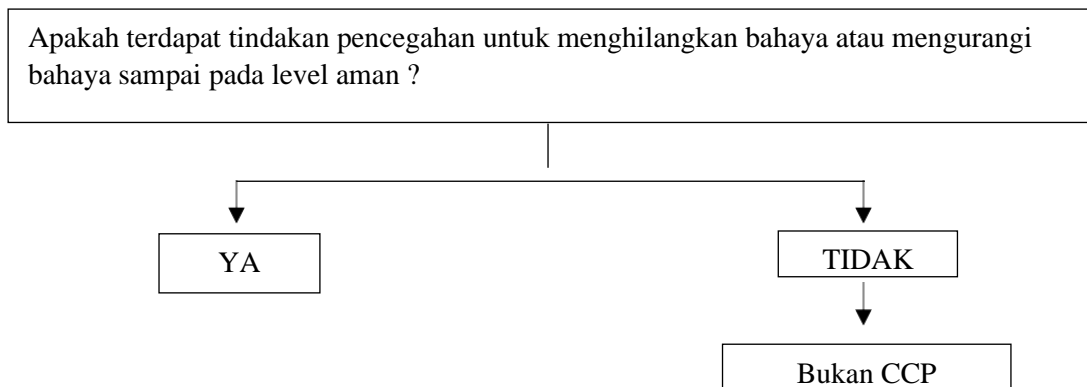 Apakah terdapat tindakan pencegahan untuk menghilangkan bahaya atau mengurangi
bahaya sampai pada level aman ?
YA
TIDAK
Bukan CCP